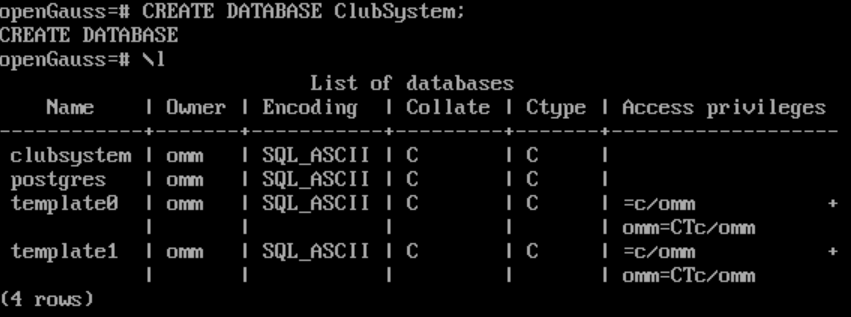 openGauss=# CREATE DATABASE ClubSystem;
CREATE DATABASE
openGauss=# \l
                          List of databases
    Name    | Owner | Encoding  | Collate | Ctype | Access privileges
------------+-------+-----------+---------+-------+-------------------
 clubsystem | omm   | SQL_ASCII | C       | C     |
 postgres   | omm   | SQL_ASCII | C       | C     |
 template0  | omm   | SQL_ASCII | C       | C     | =c/omm           +
            |       |           |         |       | omm=CTc/omm
 template1  | omm   | SQL_ASCII | C       | C     | =c/omm           +
            |       |           |         |       | omm=CTc/omm
(4 rows)